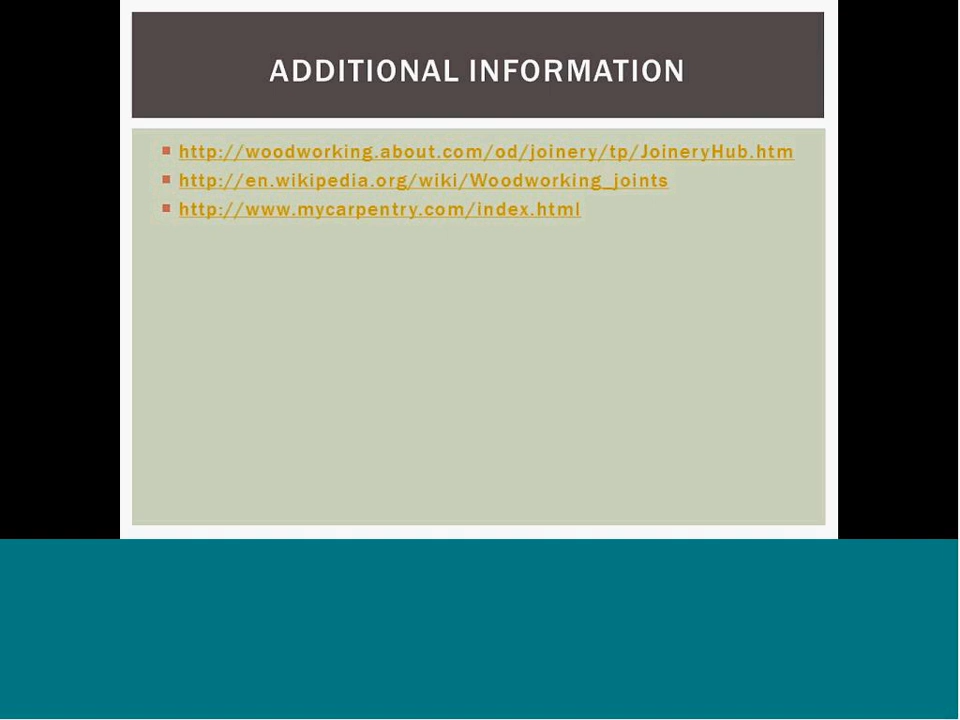 ADDITIONAL INFORMATION
http://woodworking.about.com/od/joinery/tp/JoineryHub.htm
http://en.wikipedia.org/wiki/Woodworking_joints
http://www.mycarpentry.com/index.html